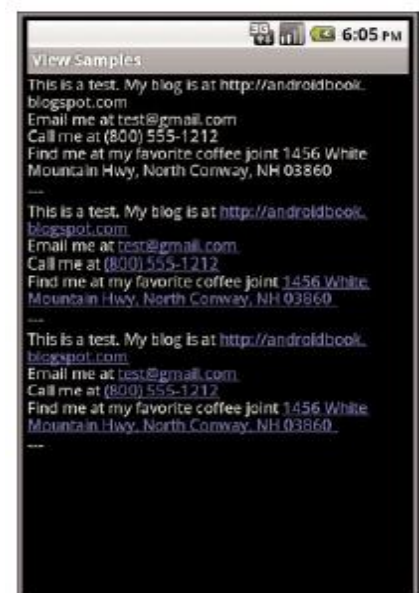 3G 6:05 PM
View Samples
This is a test. My blog is at http://androidbook.
blogspot.com
Email me at test@gmail.com
Call me at (800) 555-1212
Find me at my favorite coffee joint 1456 White
Mountain Hwy, North Conway, NH 03860
---
This is a test. My blog is at http://androidbook.
blogspot.com
Email me at test@gmail.com
Call me at (800) 555-1212
Find me at my favorite coffee joint 1456 White
Mountain Hwy, North Conway, NH 03860
---
This is a test. My blog is at http://androidbook.
blogspot.com
Email me at test@gmail.com
Call me at (800) 555-1212
Find me at my favorite coffee joint 1456 White
Mountain Hwy, North Conway, NH 03860
---